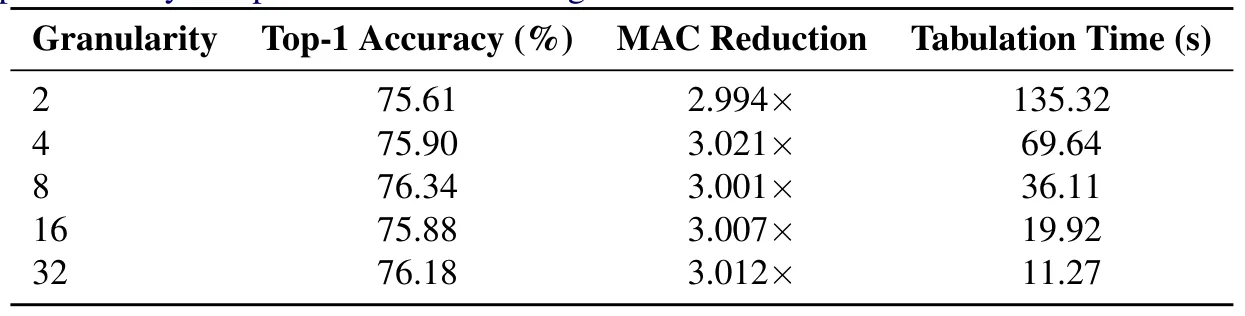 Granularity Top-1 Accuracy (%) MAC Reduction Tabulation Time (s)
2 75.61 2.994× 135.32
4 75.90 3.021× 69.64
8 76.34 3.001× 36.11
16 75.88 3.007× 19.92
32 76.18 3.012× 11.27